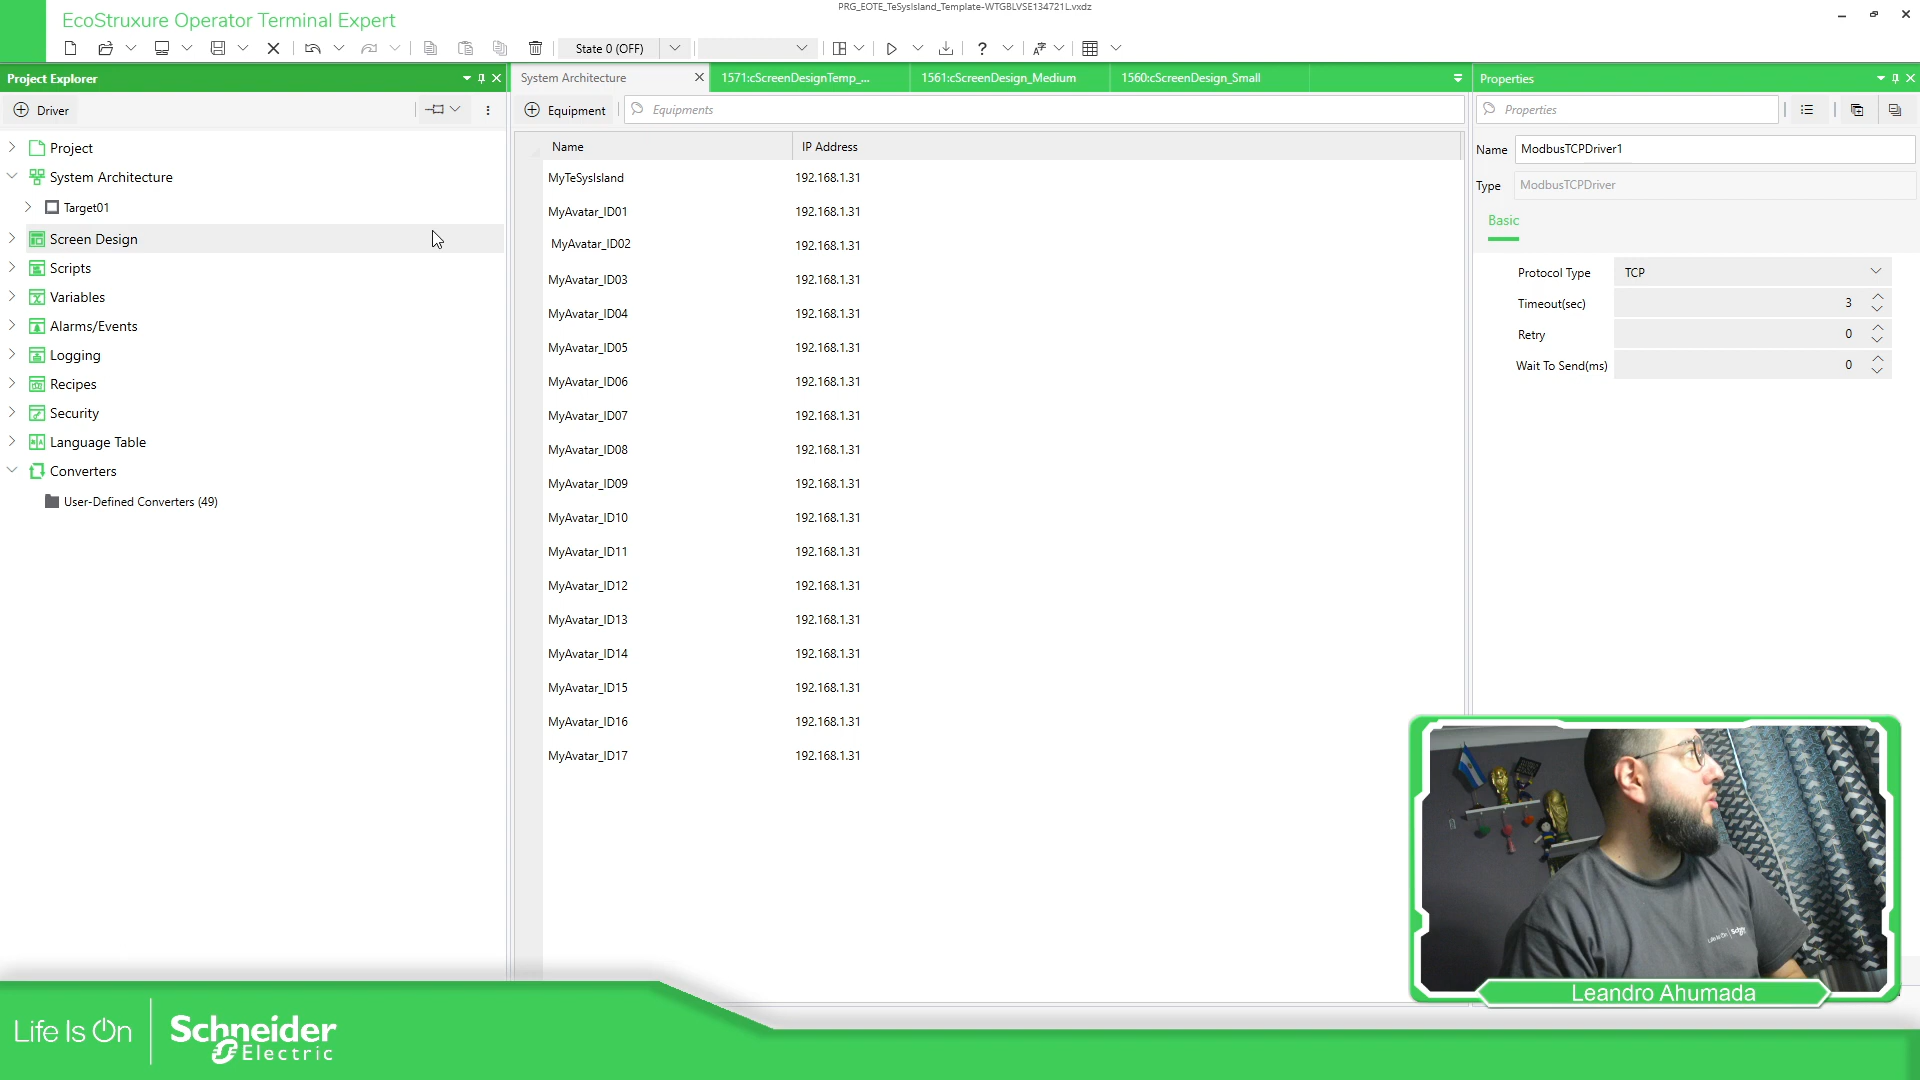 PRG_EOTE_TeSysIsland_Template-WTGBLVSE134721L.vxdz
EcoStruxure Operator Terminal Expert
State 0 (OFF)
Project Explorer
Driver
Project
System Architecture
Target01
Screen Design
Scripts
Variables
Alarms/Events
Logging
Recipes
Security
Language Table
Converters
User-Defined Converters (49)
System Architecture
1571:cScreenDesignTemp_...
1561:cScreenDesign_Medium
1560:cScreenDesign_Small
Equipment
Equipments
Name IP Address
MyTeSysIsland 192.168.1.31
MyAvatar_ID01 192.168.1.31
MyAvatar_ID02 192.168.1.31
MyAvatar_ID03 192.168.1.31
MyAvatar_ID04 192.168.1.31
MyAvatar_ID05 192.168.1.31
MyAvatar_ID06 192.168.1.31
MyAvatar_ID07 192.168.1.31
MyAvatar_ID08 192.168.1.31
MyAvatar_ID09 192.168.1.31
MyAvatar_ID10 192.168.1.31
MyAvatar_ID11 192.168.1.31
MyAvatar_ID12 192.168.1.31
MyAvatar_ID13 192.168.1.31
MyAvatar_ID14 192.168.1.31
MyAvatar_ID15 192.168.1.31
MyAvatar_ID16 192.168.1.31
MyAvatar_ID17 192.168.1.31
Properties
Properties
Name ModbusTCPDriver1
Type ModbusTCPDriver
Basic
Protocol Type TCP
Timeout(sec) 3
Retry 0
Wait To Send(ms) 0
Life Is On
Leandro Ahumada
Life Is On
Schneider
Electric